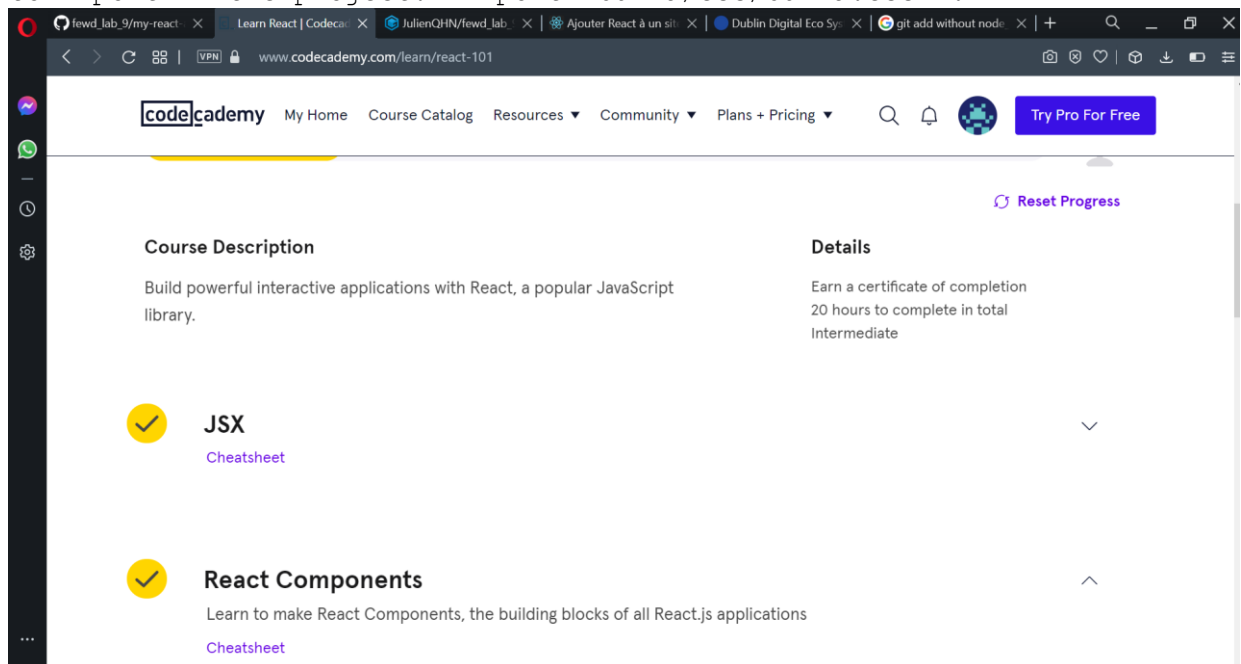 fewd_lab_9/my-react-
Learn React | Codecac
JulienQHN/fewd_lab_
Ajouter React à un site
Dublin Digital Eco Sys
git add without node_
VPN
www.codecademy.com/learn/react-101
codecademy
My Home
Course Catalog
Resources
Community
Plans + Pricing
Try Pro For Free
Reset Progress
Course Description
Details
Build powerful interactive applications with React, a popular JavaScript
library.
Earn a certificate of completion
20 hours to complete in total
Intermediate
JSX
Cheatsheet
React Components
Learn to make React Components, the building blocks of all React.js applications
Cheatsheet